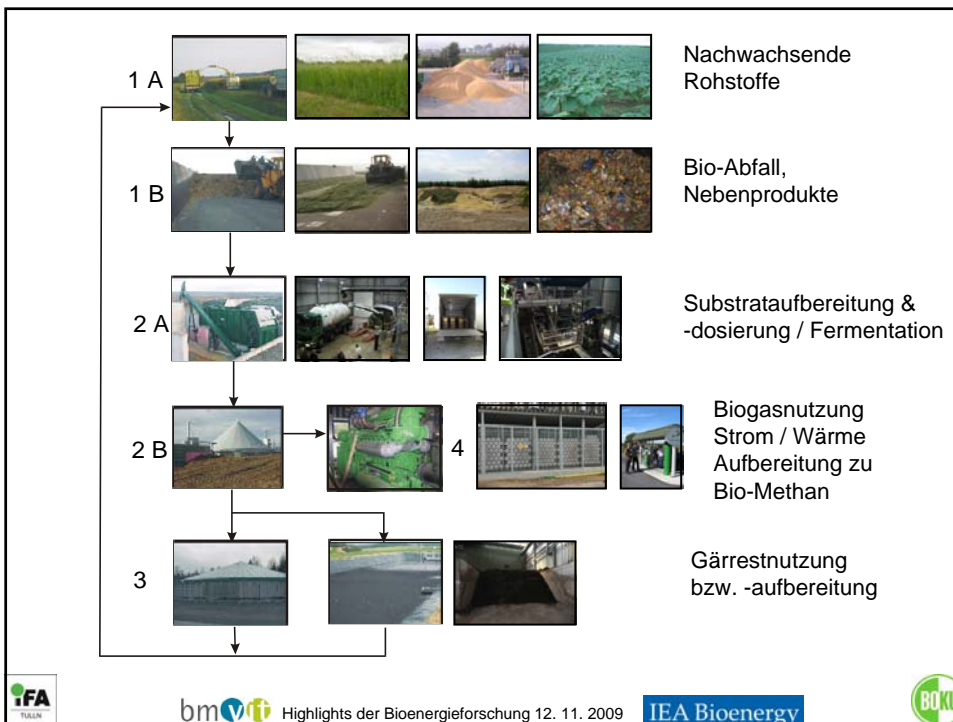 1 A
Nachwachsende
Rohstoffe
1 B
Bio-Abfall,
Nebenprodukte
2 A
Substrataufbereitung &
-dosierung / Fermentation
2 B
4
Biogasnutzung
Strom / Wärme
Aufbereitung zu
Bio-Methan
3
Gärrestnutzung
bzw. -aufbereitung
iFA
TULLN
bmvit
Highlights der Bioenergieforschung 12. 11. 2009
IEA Bioenergy
BOKU